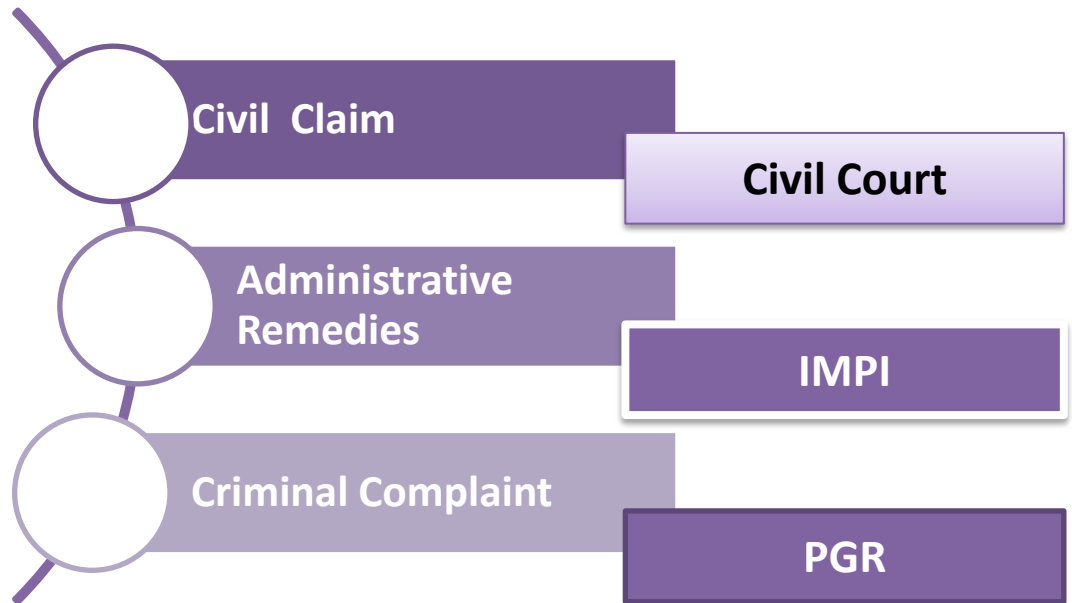 Civil  Claim
Civil Court
Administrative
Remedies
IMPI
Criminal Complaint
PGR